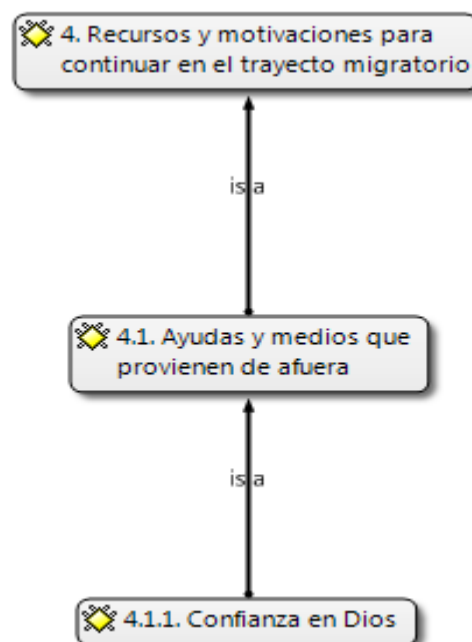 4. Recursos y motivaciones para
continuar en el trayecto migratorio
is a
4.1. Ayudas y medios que
provienen de afuera
is a
4.1.1. Confianza en Dios